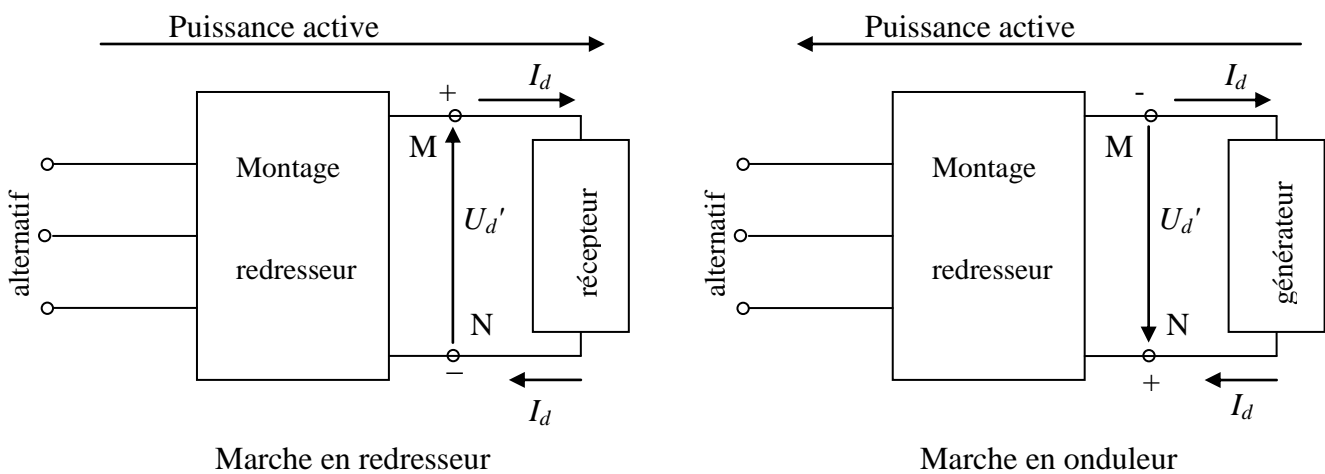 Puissance active
Puissance active
+
I_d
-
I_d
M
M
alternatif
Montage
redresseur
U_d'
récepteur
alternatif
Montage
redresseur
U_d'
générateur
N
N
–
+
I_d
I_d
Marche en redresseur
Marche en onduleur